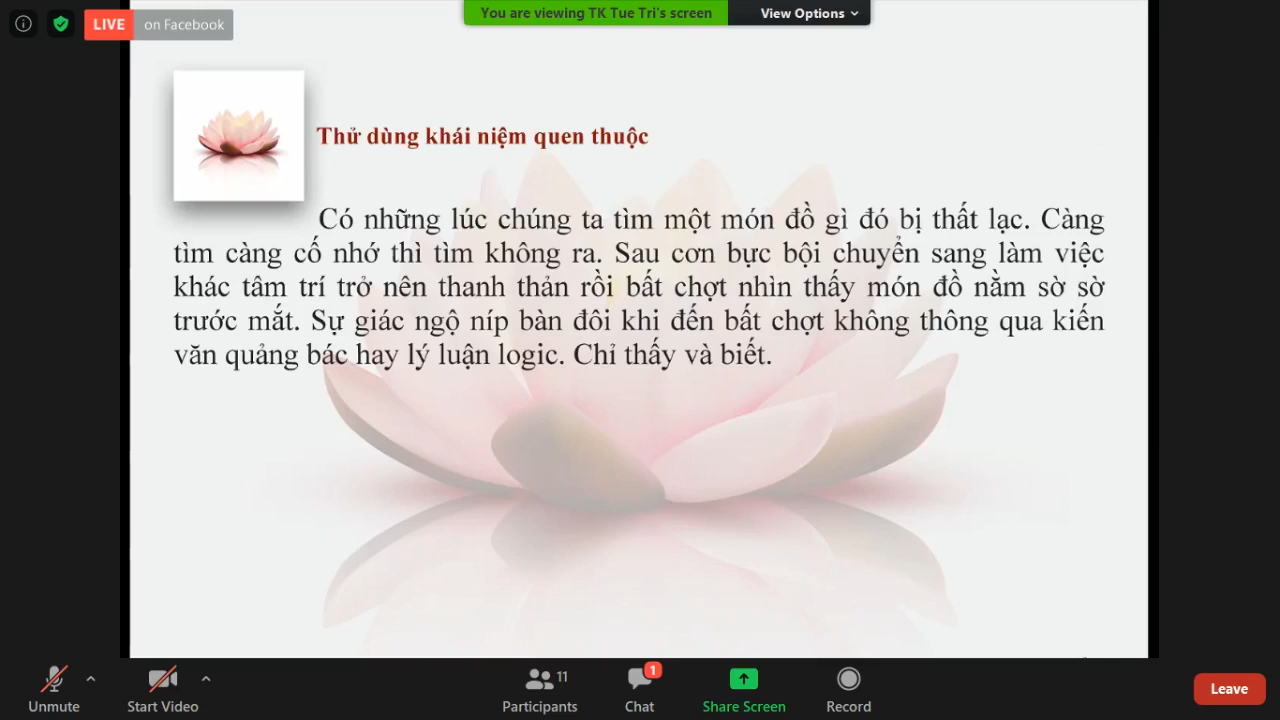 LIVE on Facebook
You are viewing TK Tue Tri's screen View Options
Thử dùng khái niệm quen thuộc
Có những lúc chúng ta tìm một món đồ gì đó bị thất lạc. Càng
tìm càng cố nhớ thì tìm không ra. Sau cơn bực bội chuyển sang làm việc
khác tâm trí trở nên thanh thản rồi bất chợt nhìn thấy món đồ nằm sờ sờ
trước mắt. Sự giác ngộ níp bàn đôi khi đến bất chợt không thông qua kiến
văn quảng bác hay lý luận logic. Chỉ thấy và biết.
Unmute Start Video Participants 11 Chat 1 Share Screen Record Leave